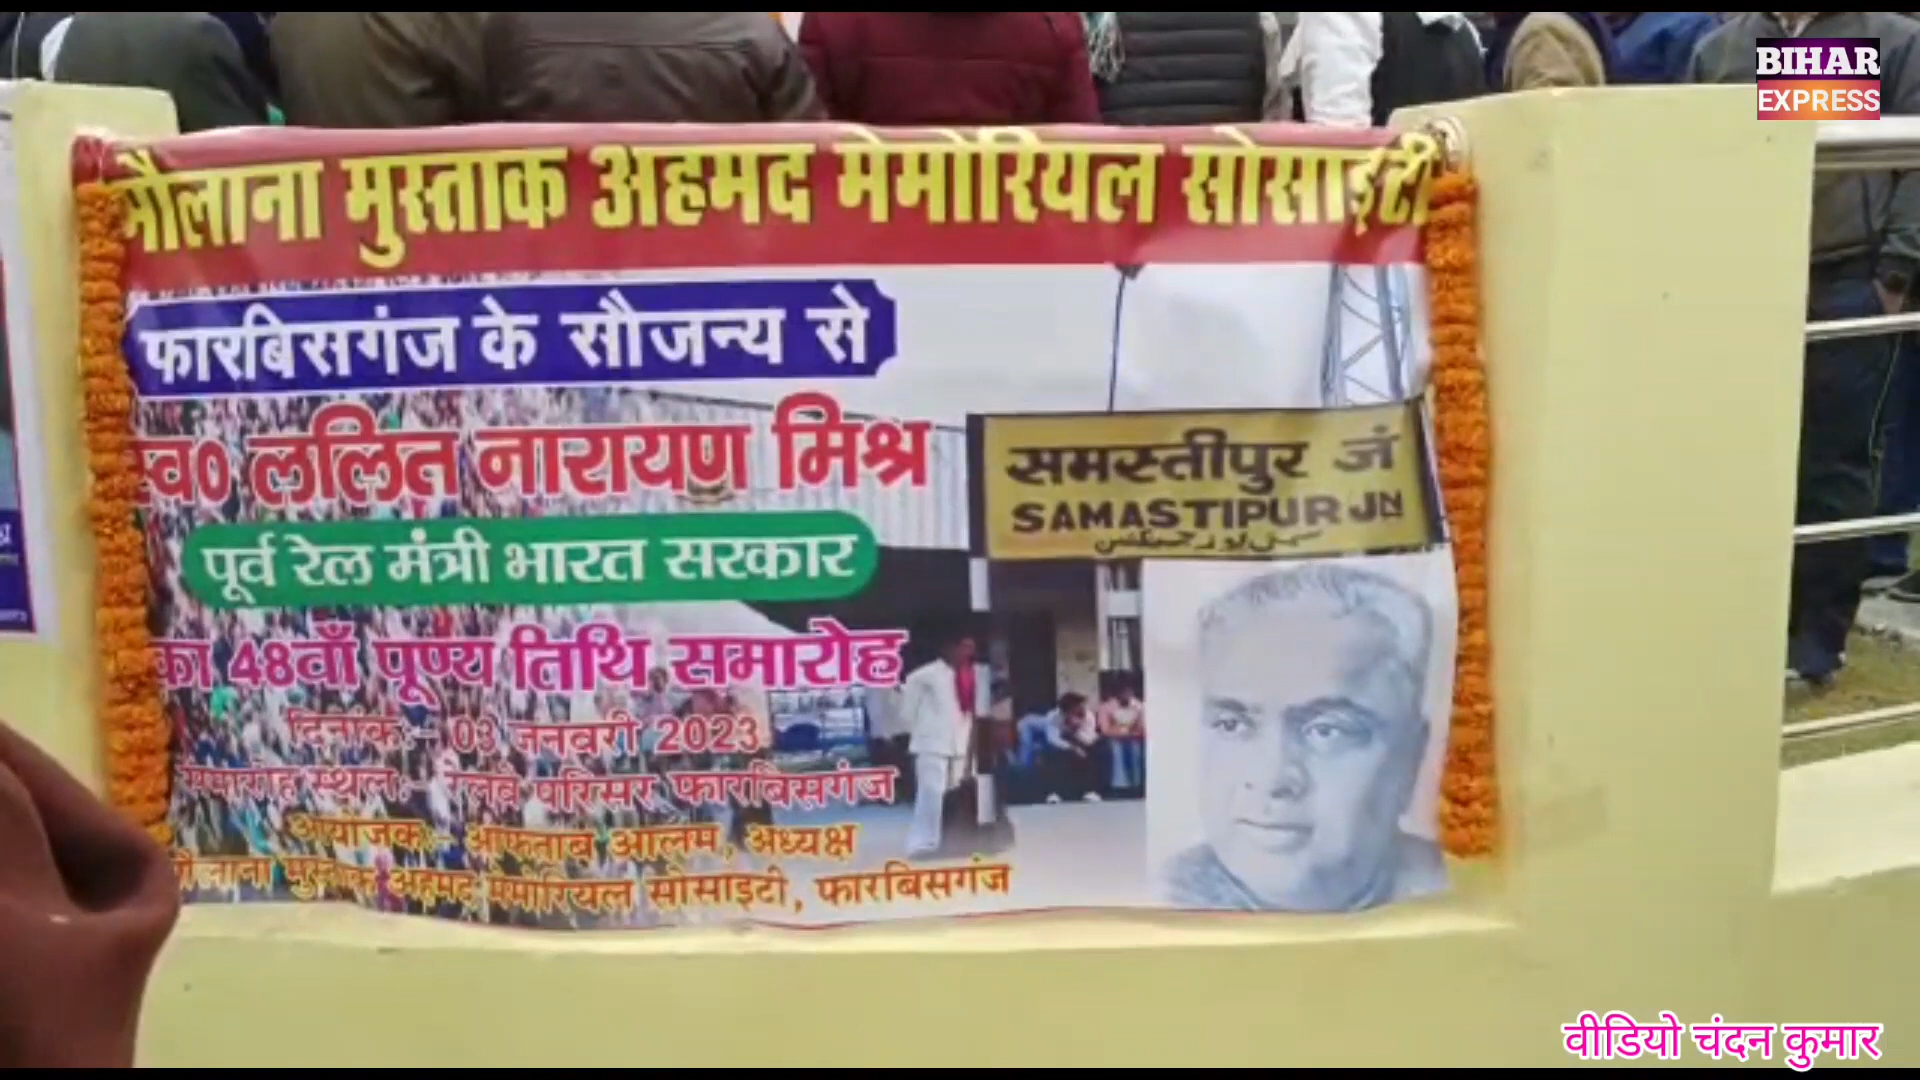 BIHAR
EXPRESS
मौलाना मुस्ताक अहमद मेमोरियल सोसाइटी
फारबिसगंज के सौजन्य से
स्व० ललित नारायण मिश्र
पूर्व रेल मंत्री भारत सरकार
का 48वाँ पूण्य तिथि समारोह
दिनांक:- 03 जनवरी 2023
समारोह स्थल:- रेलवे परिसर फारबिसगंज
आयोजक:- आफताब आलम, अध्यक्ष
मौलाना मुस्ताक अहमद मेमोरियल सोसाइटी, फारबिसगंज
समस्तीपुर जं
SAMASTIPUR JN
वीडियो चंदन कुमार